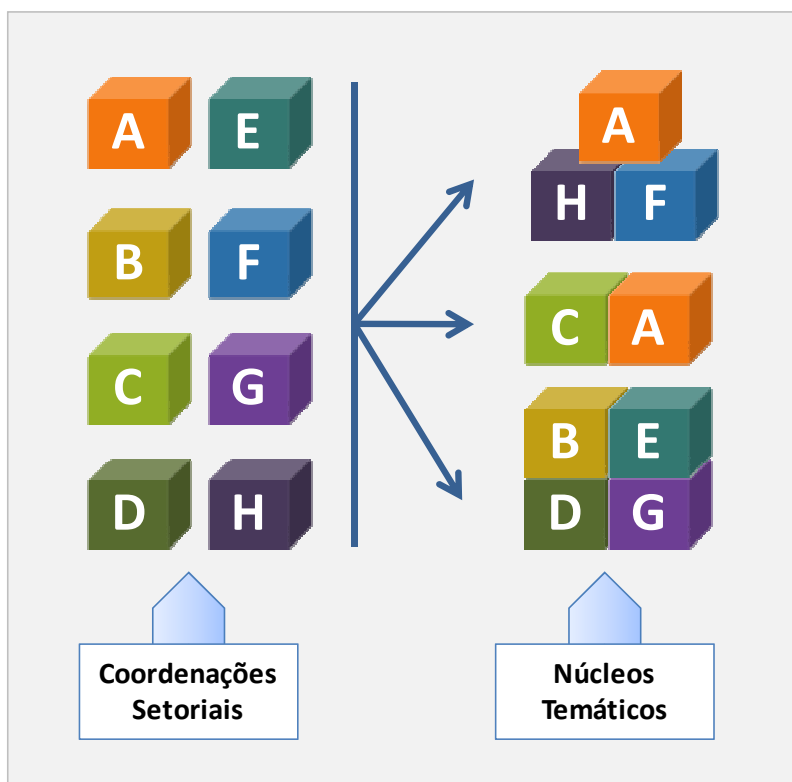 A E
B F
C G
D H
Coordenações
Setoriais
A
H F
C A
B E
D G
Núcleos
Temáticos